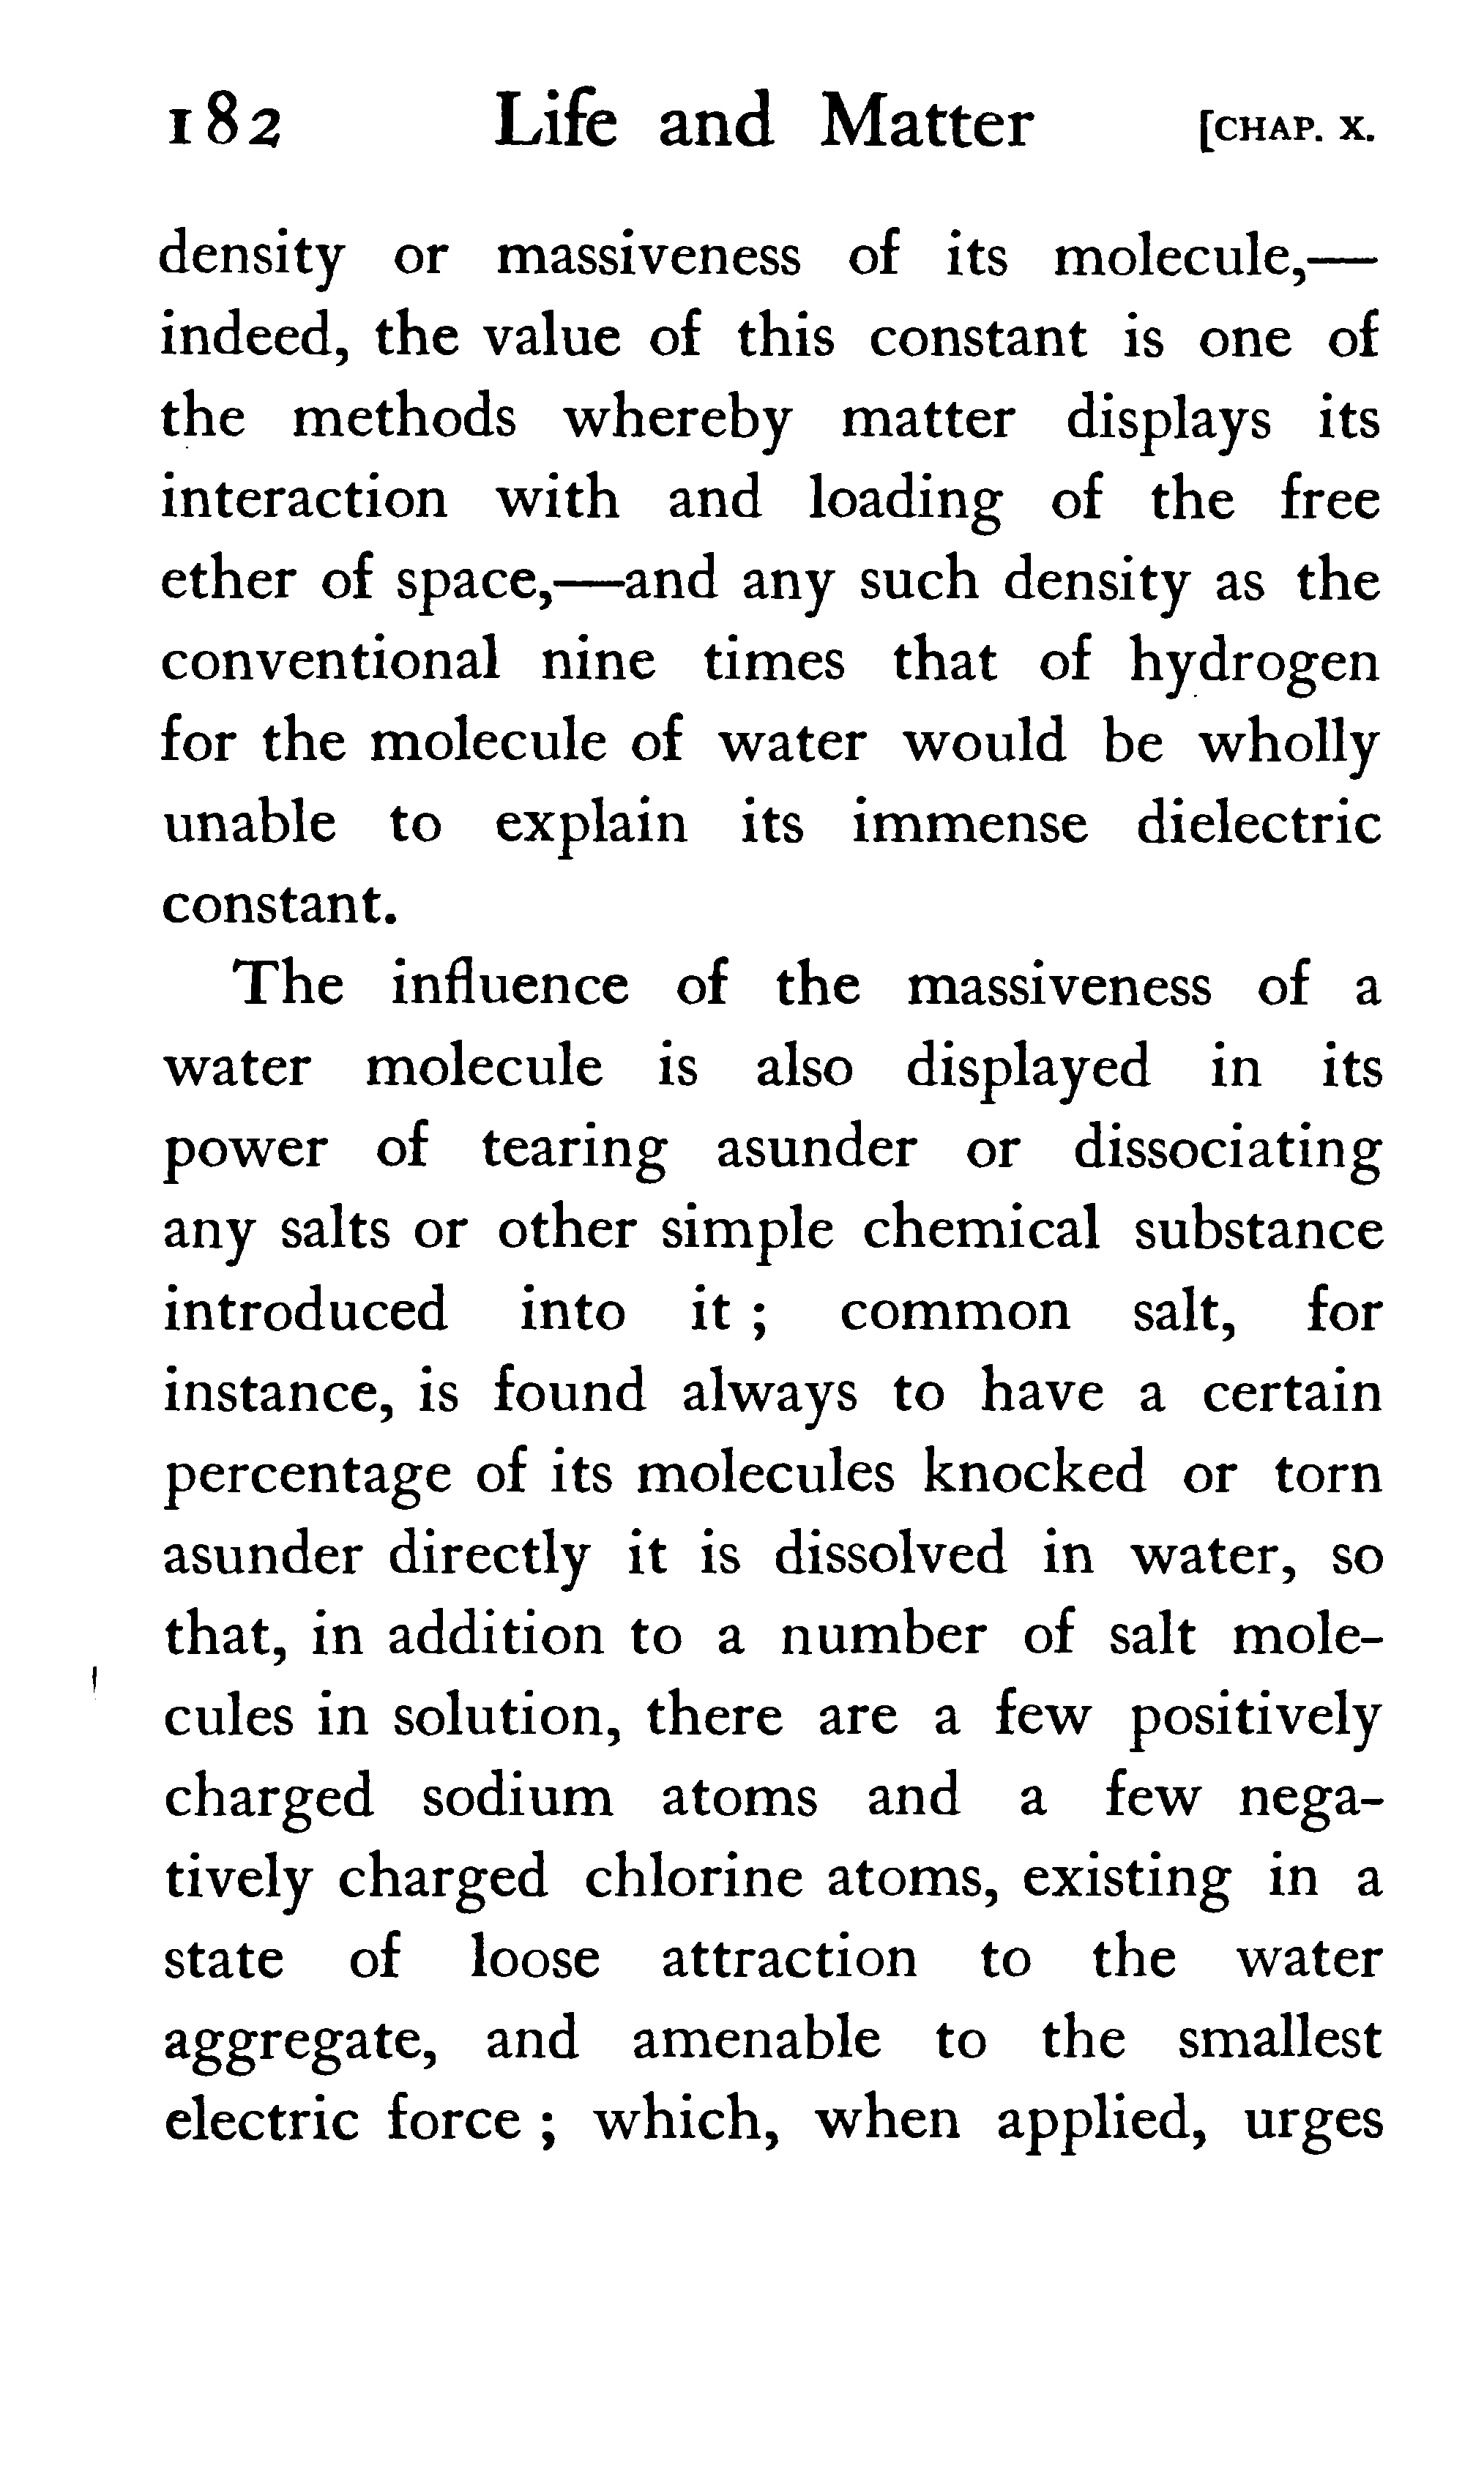 182 Life and Matter [CHAP. X.
density or massiveness of its molecule,—
indeed, the value of this constant is one of
the methods whereby matter displays its
interaction with and loading of the free
ether of space,—and any such density as the
conventional nine times that of hydrogen
for the molecule of water would be wholly
unable to explain its immense dielectric
constant.
The influence of the massiveness of a
water molecule is also displayed in its
power of tearing asunder or dissociating
any salts or other simple chemical substance
introduced into it ; common salt, for
instance, is found always to have a certain
percentage of its molecules knocked or torn
asunder directly it is dissolved in water, so
that, in addition to a number of salt mole-
cules in solution, there are a few positively
charged sodium atoms and a few nega-
tively charged chlorine atoms, existing in a
state of loose attraction to the water
aggregate, and amenable to the smallest
electric force ; which, when applied, urges